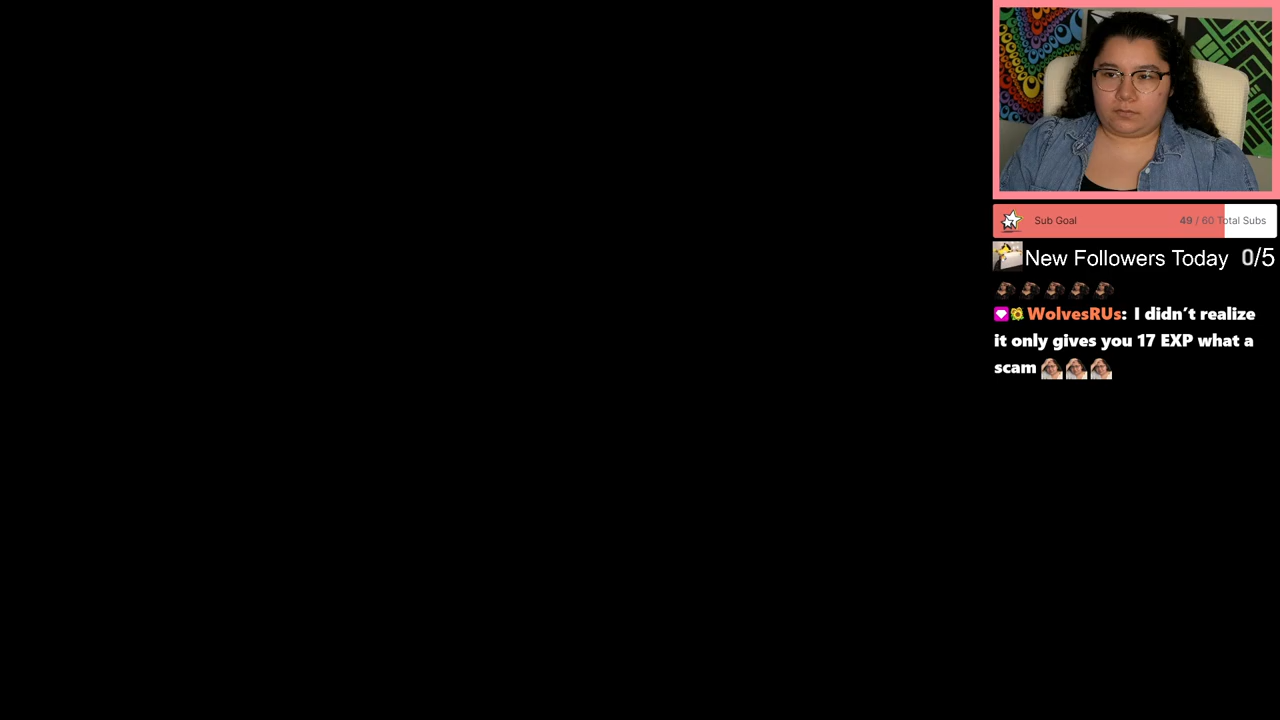 Sub Goal 49 / 60 Total Subs
New Followers Today 0/5
WolvesRUs: I didn’t realize
it only gives you 17 EXP what a
scam